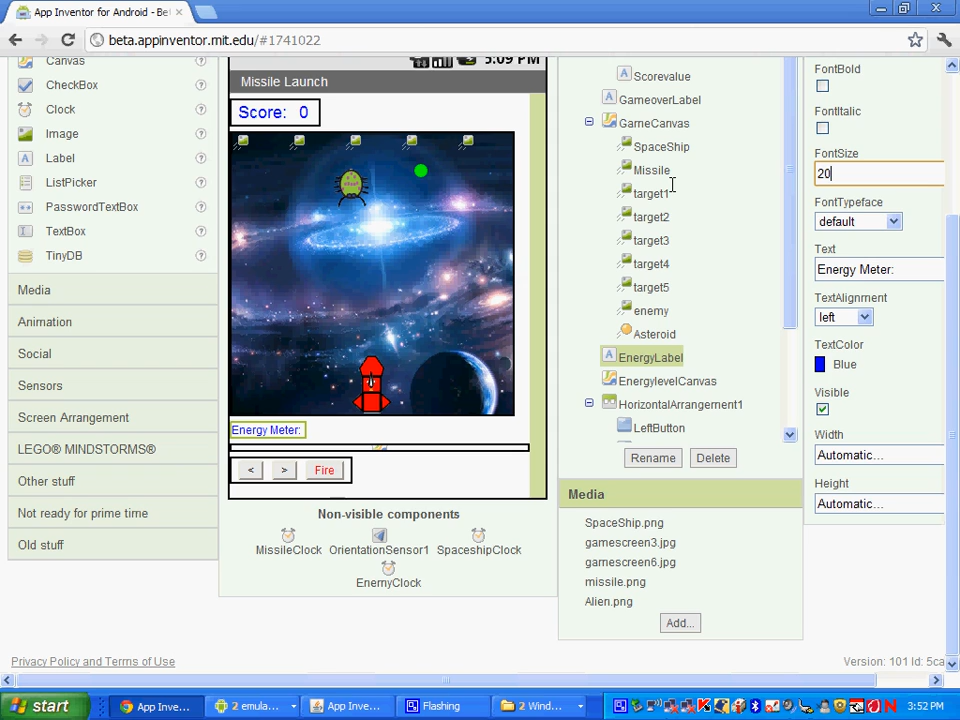 App Inventor for Android - Be
beta.appinventor.mit.edu/#1741022
Canvas
CheckBox
Clock
Image
Label
ListPicker
PasswordTextBox
TextBox
TinyDB
Media
Animation
Social
Sensors
Screen Arrangement
LEGO® MINDSTORMS®
Other stuff
Not ready for prime time
Old stuff
5:09 PM
Missile Launch
Score: 0
Energy Meter:
<
>
Fire
Non-visible components
MissileClock
OrientationSensor1
SpaceshipClock
EnemyClock
Scorevalue
GameoverLabel
GameCanvas
SpaceShip
Missile
target1
target2
target3
target4
target5
enemy
Asteroid
EnergyLabel
EnergylevelCanvas
HorizontalArrangement1
LeftButton
Rename
Delete
Media
SpaceShip.png
gamescreen3.jpg
gamescreen6.jpg
missile.png
Alien.png
Add...
FontBold
FontItalic
FontSize
20
FontTypeface
default
Text
Energy Meter:
TextAlignment
left
TextColor
Blue
Visible
Width
Automatic...
Height
Automatic...
Privacy Policy and Terms of Use
Version: 101 Id: 5ca
start
App Inve...
2 emula...
App Inve...
Flashing
2 Wind...
3:52 PM